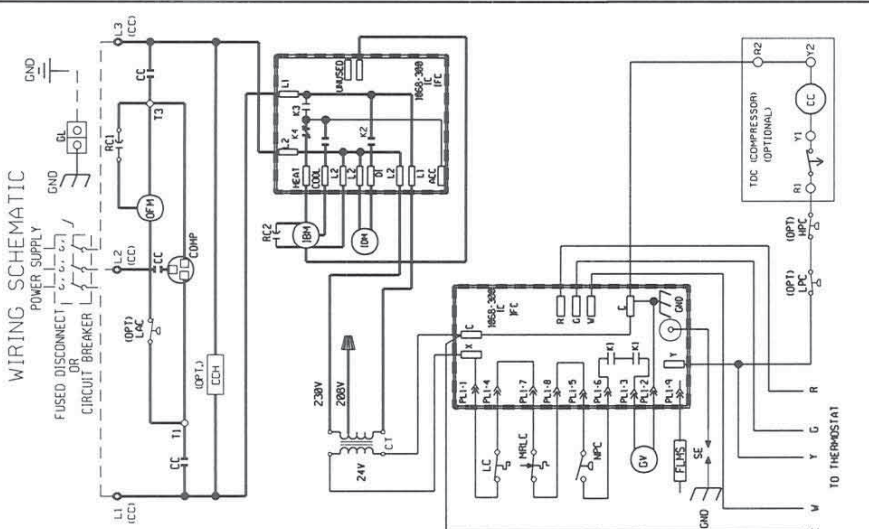 WIRING SCHEMATIC
POWER SUPPLY
FUSED DISCONNECT
OR
CIRCUIT BREAKER
GND
GL
GND
L3
(CC)
L2
(CC)
L1
(CC)
CC
T3
RC1
OFM
CC
COMP
(OPT)
LAC
T1
CC
(OPT.)
CCH
UNUSED
1068-300
IC
IFC
L1
K3
K4
K2
L2
HEAT
COOL
L2
L2
DI
L2
L1
ACC
RC2
IBM
IDM
230V
208V
24V
CT
1068-300
IC
IFC
R
G
W
C
C
X
GND
K1
K1
Y
PL1-1
PL1-4
PL1-7
PL1-8
PL1-5
PL1-6
PL1-3
PL1-2
PL1-9
LC
MRLC
NPC
GV
FLMS
SE
GND
TDC (COMPRESSOR)
(OPTIONAL)
R2
Y2
CC
Y1
R1
(OPT)
HPC
(OPT)
LPC
R
G
Y
W
TO THERMOSTAT